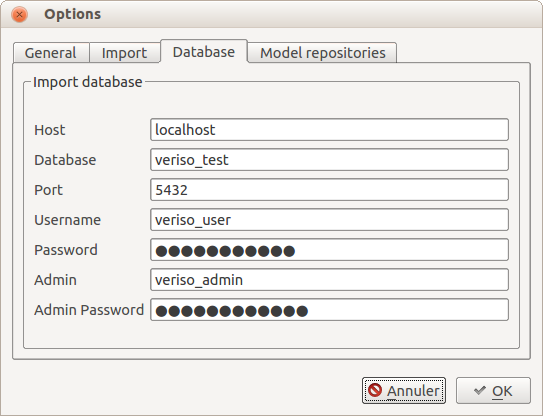 Options
General Import Database Model repositories
Import database
Host localhost
Database veriso_test
Port 5432
Username veriso_user
Password ●●●●●●●●●●●
Admin veriso_admin
Admin Password ●●●●●●●●●●●●
Annuler OK